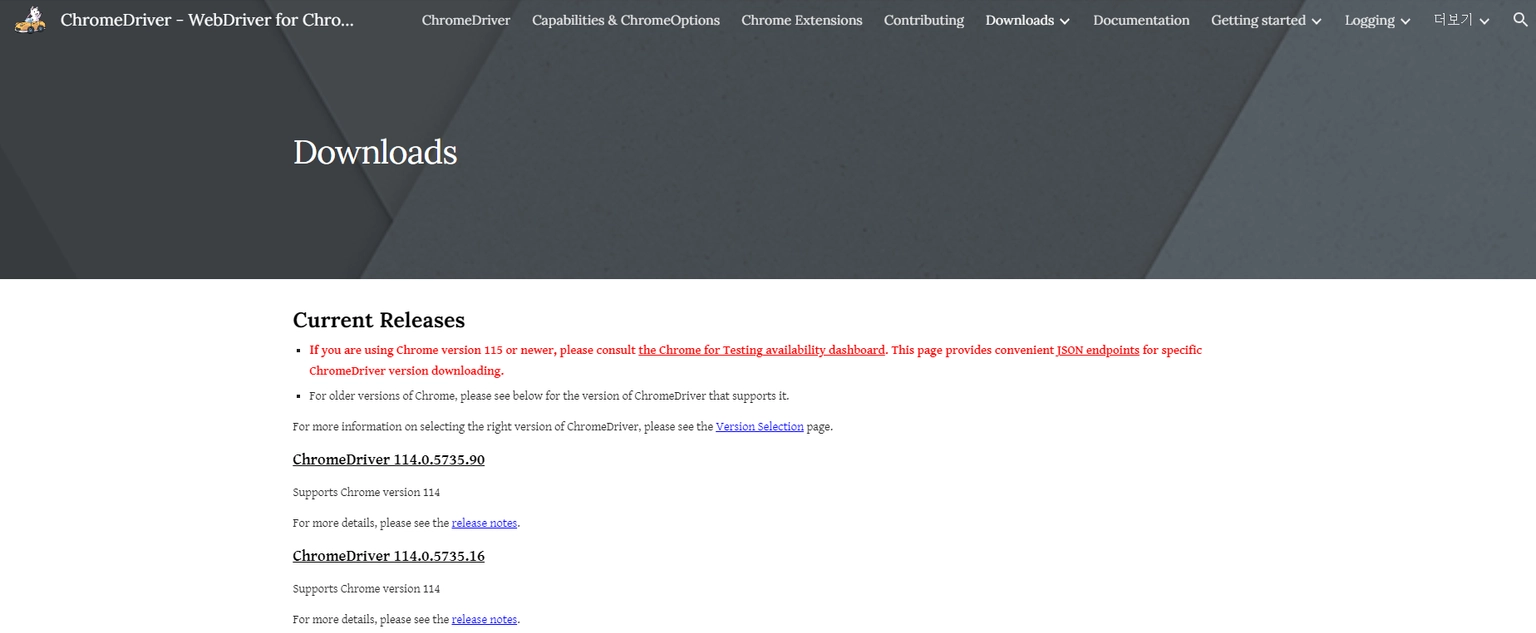 ChromeDriver - WebDriver for Chro...
ChromeDriver
Capabilities & ChromeOptions
Chrome Extensions
Contributing
Downloads
Documentation
Getting started
Logging
더보기
Downloads
Current Releases
If you are using Chrome version 115 or newer, please consult the Chrome for Testing availability dashboard. This page provides convenient JSON endpoints for specific
ChromeDriver version downloading.
For older versions of Chrome, please see below for the version of ChromeDriver that supports it.
For more information on selecting the right version of ChromeDriver, please see the Version Selection page.
ChromeDriver 114.0.5735.90
Supports Chrome version 114
For more details, please see the release notes.
ChromeDriver 114.0.5735.16
Supports Chrome version 114
For more details, please see the release notes.